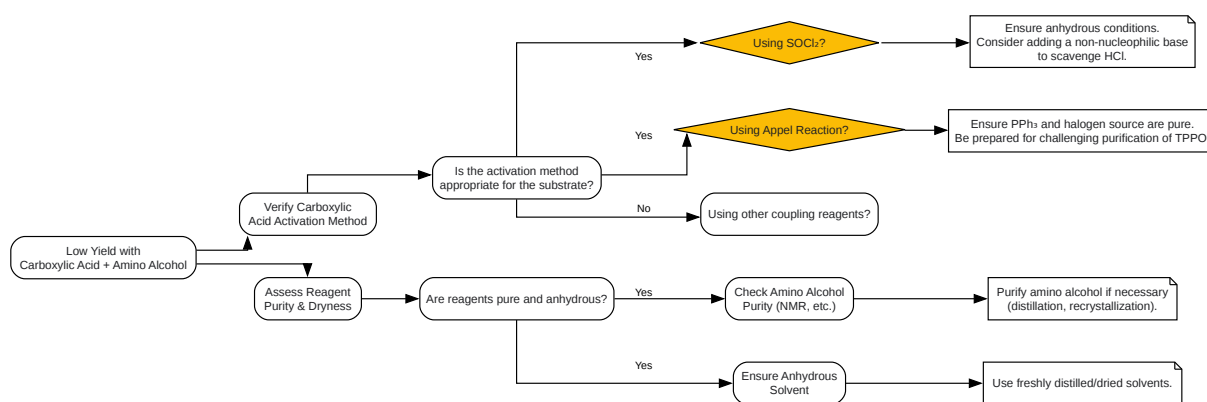 Using SOCl₂?
Ensure anhydrous conditions.
Consider adding a non-nucleophilic base
to scavenge HCl.
Yes
Using Appel Reaction?
Ensure PPh₃ and halogen source are pure.
Be prepared for challenging purification of TPPO
Yes
Is the activation method
appropriate for the substrate?
Verify Carboxylic
Acid Activation Method
No
Using other coupling reagents?
Low Yield with
Carboxylic Acid + Amino Alcohol
Assess Reagent
Purity & Dryness
Are reagents pure and anhydrous?
Yes
Check Amino Alcohol
Purity (NMR, etc.)
Purify amino alcohol if necessary
(distillation, recrystallization).
Yes
Ensure Anhydrous
Solvent
Use freshly distilled/dried solvents.